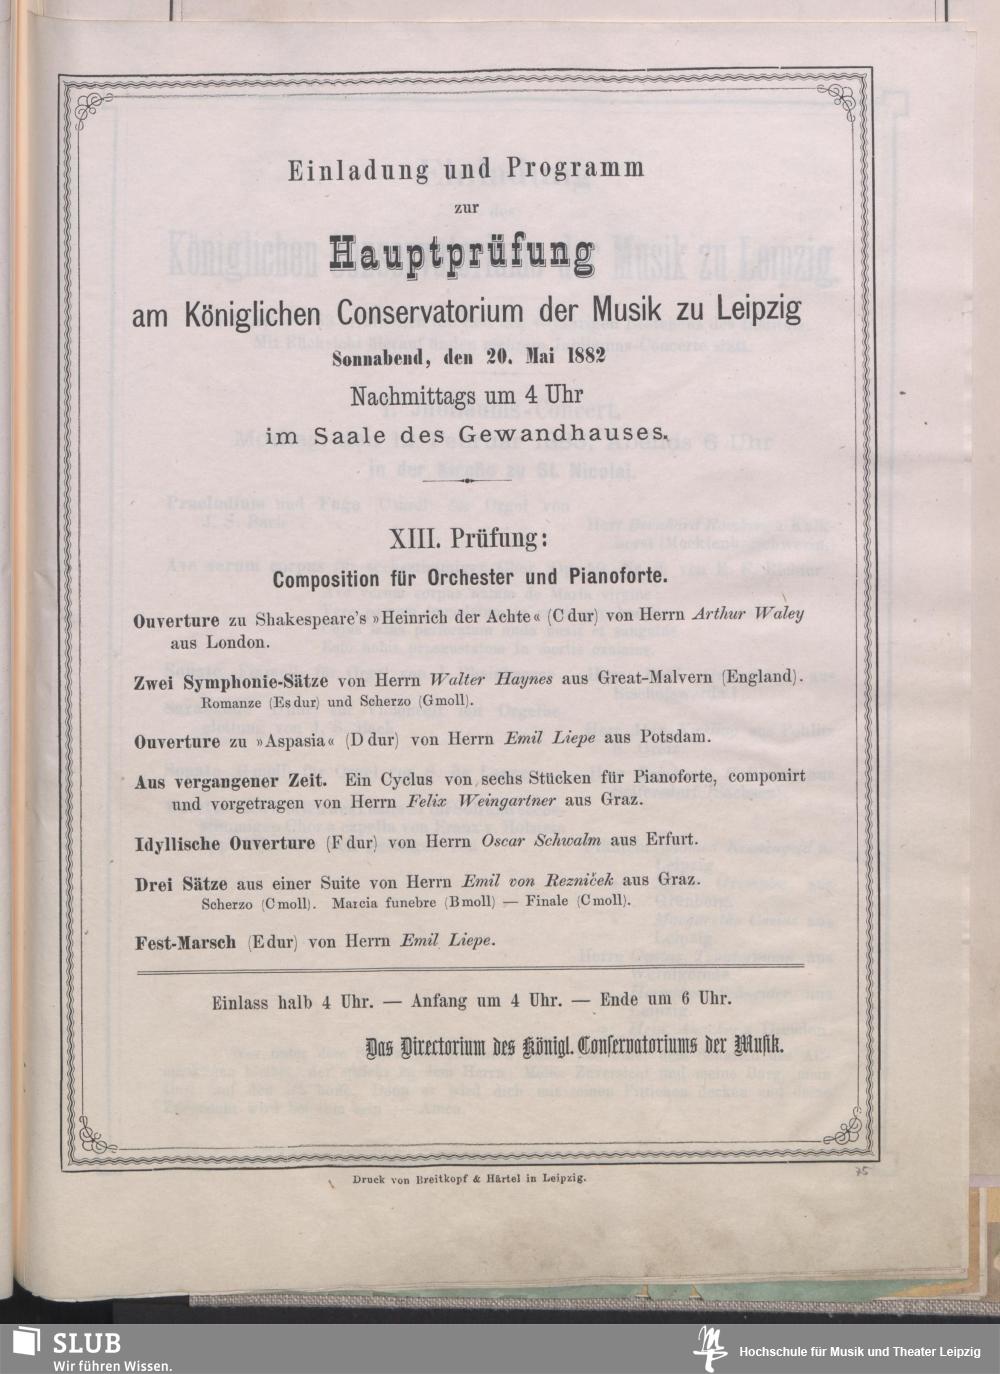 Einladung und Programm
zur
Hauptprüfung
am Königlichen Conservatorium der Musik zu Leipzig
Sonnabend, den 20. Mai 1882
Nachmittags um 4 Uhr
im Saale des Gewandhauses.
XIII. Prüfung:
Composition für Orchester und Pianoforte.
Ouverture zu Shakespeare's »Heinrich der Achte« (C dur) von Herrn Arthur Waley
aus London.
Zwei Symphonie-Sätze von Herrn Walter Haynes aus Great-Malvern (England).
Romanze (Es dur) und Scherzo (G moll).
Ouverture zu »Aspasia« (D dur) von Herrn Emil Liepe aus Potsdam.
Aus vergangener Zeit. Ein Cyclus von sechs Stücken für Pianoforte, componirt
und vorgetragen von Herrn Felix Weingartner aus Graz.
Idyllische Ouverture (F dur) von Herrn Oscar Schwalm aus Erfurt.
Drei Sätze aus einer Suite von Herrn Emil von Rezniček aus Graz.
Scherzo (C moll). Marcia funebre (B moll) — Finale (C moll).
Fest-Marsch (E dur) von Herrn Emil Liepe.
Einlass halb 4 Uhr. — Anfang um 4 Uhr. — Ende um 6 Uhr.
Das Directorium des Königl. Conservatoriums der Musik.
Druck von Breitkopf & Härtel in Leipzig.
75
SLUB
Wir führen Wissen.
Hochschule für Musik und Theater Leipzig